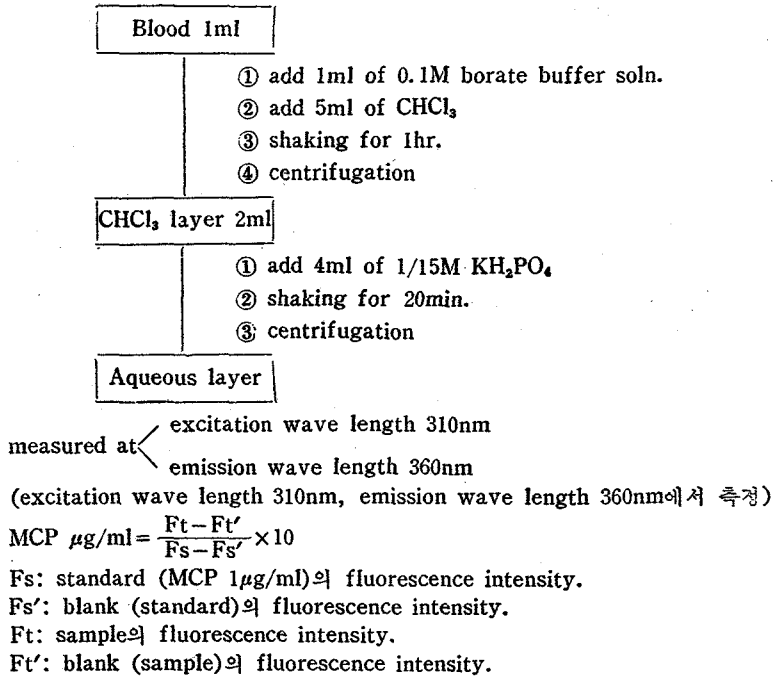 Blood 1ml
① add 1ml of 0.1M borate buffer soln.
② add 5ml of CHCl₃
③ shaking for 1hr.
④ centrifugation
CHCl₃ layer 2ml
① add 4ml of 1/15M KH₂PO₄
② shaking for 20min.
③ centrifugation
Aqueous layer
excitation wave length 310nm
measured at
emission wave length 360nm
(excitation wave length 310nm, emission wave length 360nm에서 측정)
MCP μg/ml = (Ft−Ft′)/(Fs−Fs′) ×10
Fs: standard (MCP 1μg/ml)의 fluorescence intensity.
Fs′: blank (standard)의 fluorescence intensity.
Ft: sample의 fluorescence intensity.
Ft′: blank (sample)의 fluorescence intensity.